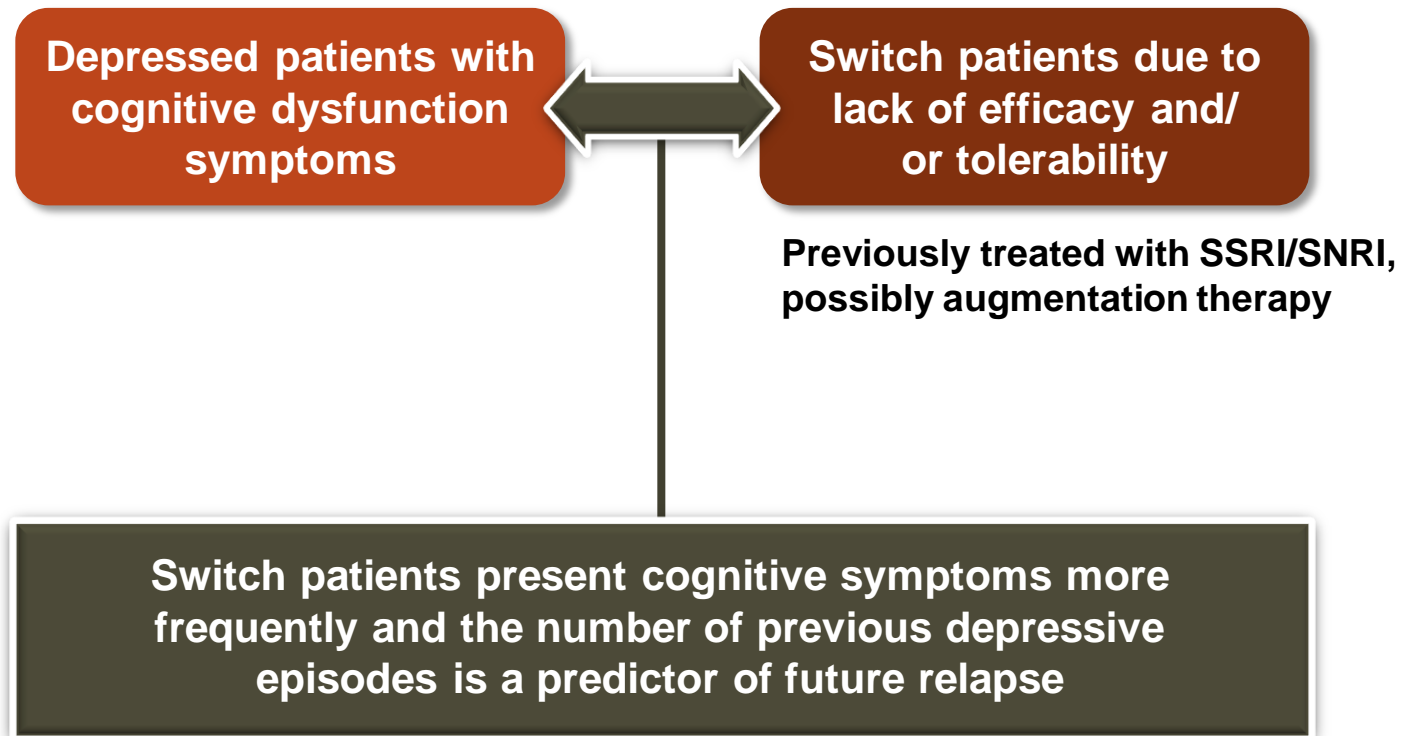 Depressed patients with
cognitive dysfunction
symptoms
Switch patients due to
lack of efficacy and/
or tolerability
Previously treated with SSRI/SNRI,
possibly augmentation therapy
Switch patients present cognitive symptoms more
frequently and the number of previous depressive
episodes is a predictor of future relapse